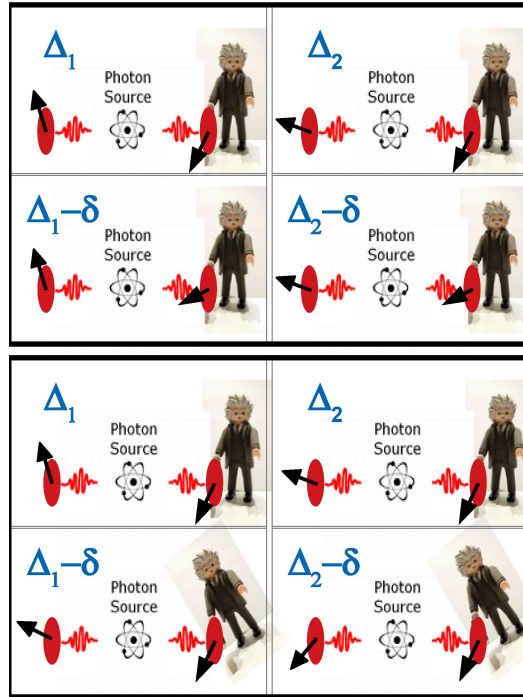 Δ₁
Photon
Source
Δ₂
Photon
Source
Δ₁–δ
Photon
Source
Δ₂–δ
Photon
Source
Δ₁
Photon
Source
Δ₂
Photon
Source
Δ₁–δ
Photon
Source
Δ₂–δ
Photon
Source